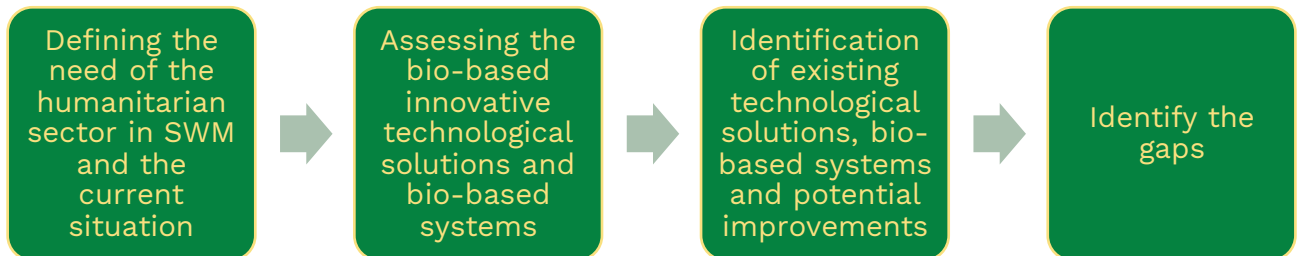 Defining the
need of the
humanitarian
sector in SWM
and the
current
situation
Assessing the
bio-based
innovative
technological
solutions and
bio-based
systems
Identification
of existing
technological
solutions, bio-
based systems
and potential
improvements
Identify the
gaps